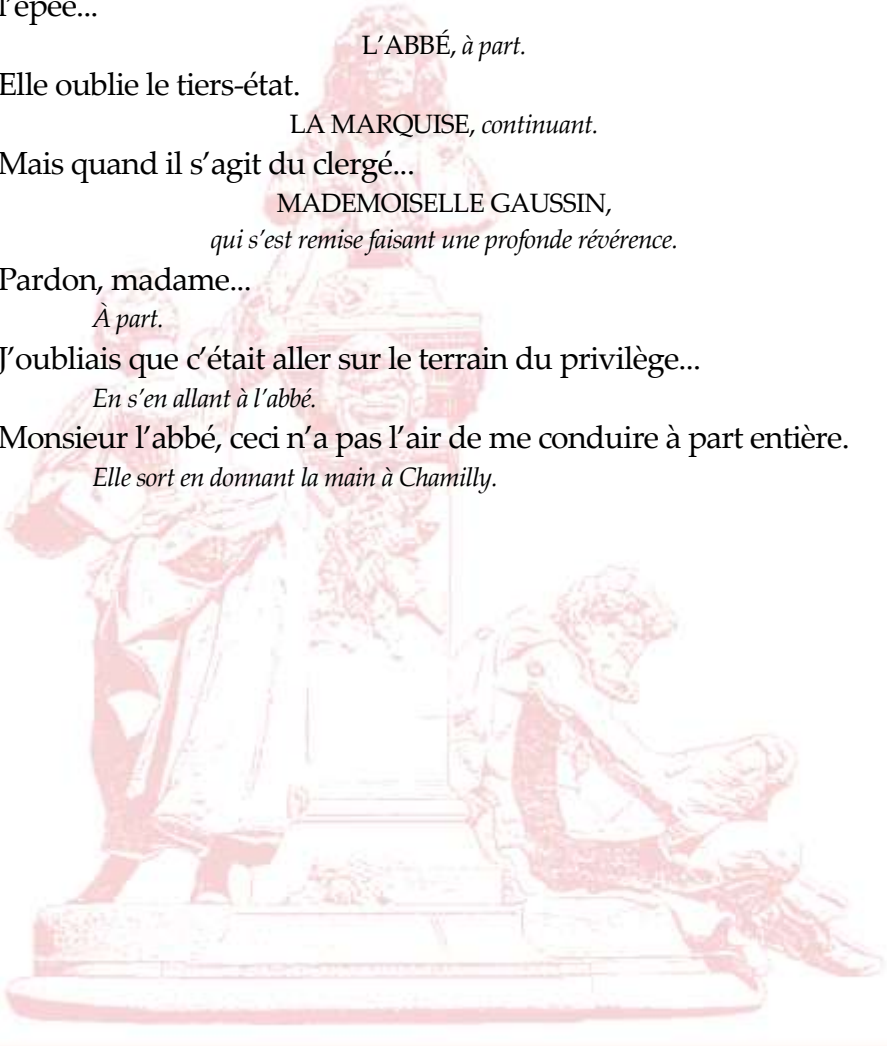 l'épée...
L'ABBÉ, à part.
Elle oublie le tiers-état.
LA MARQUISE, continuant.
Mais quand il s'agit du clergé...
MADEMOISELLE GAUSSIN,
qui s'est remise faisant une profonde révérence.
Pardon, madame...
À part.
J'oubliais que c'était aller sur le terrain du privilège...
En s'en allant à l'abbé.
Monsieur l'abbé, ceci n'a pas l'air de me conduire à part entière.
Elle sort en donnant la main à Chamilly.